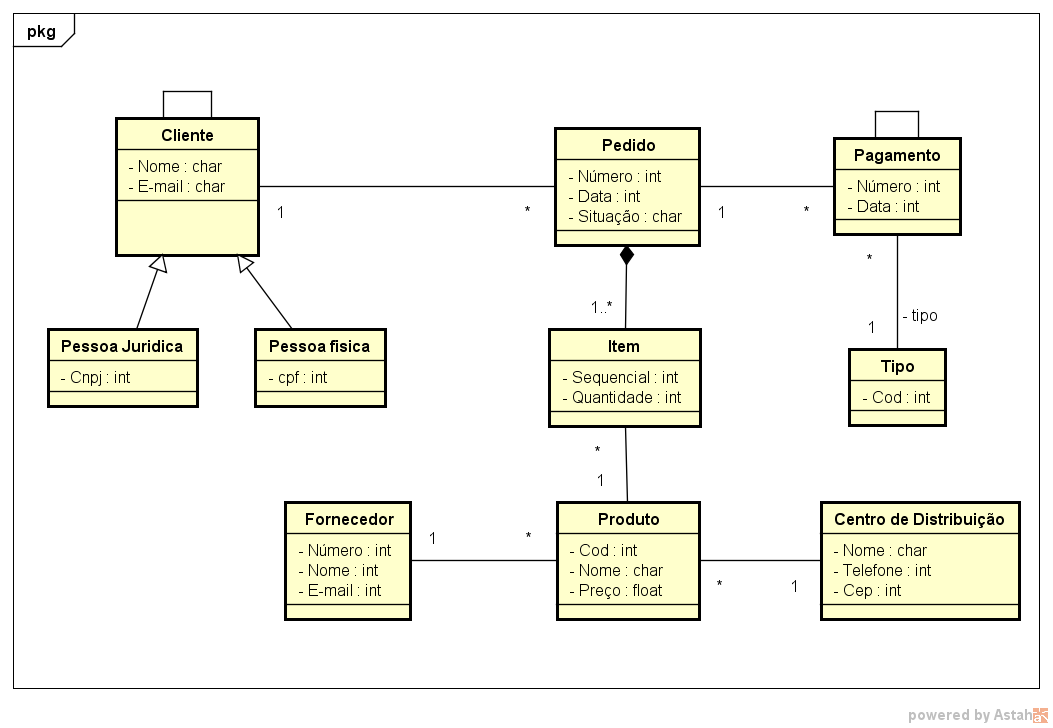 pkg
Cliente
- Nome : char
- E-mail : char
1
*
Pedido
- Número : int
- Data : int
- Situação : char
1
*
Pagamento
- Número : int
- Data : int
*
1
- tipo
1..*
Pessoa Juridica
- Cnpj : int
Pessoa fisica
- cpf : int
Item
- Sequencial : int
- Quantidade : int
Tipo
- Cod : int
*
1
Fornecedor
- Número : int
- Nome : int
- E-mail : int
1
*
Produto
- Cod : int
- Nome : char
- Preço : float
*
1
Centro de Distribuição
- Nome : char
- Telefone : int
- Cep : int
powered by Astah